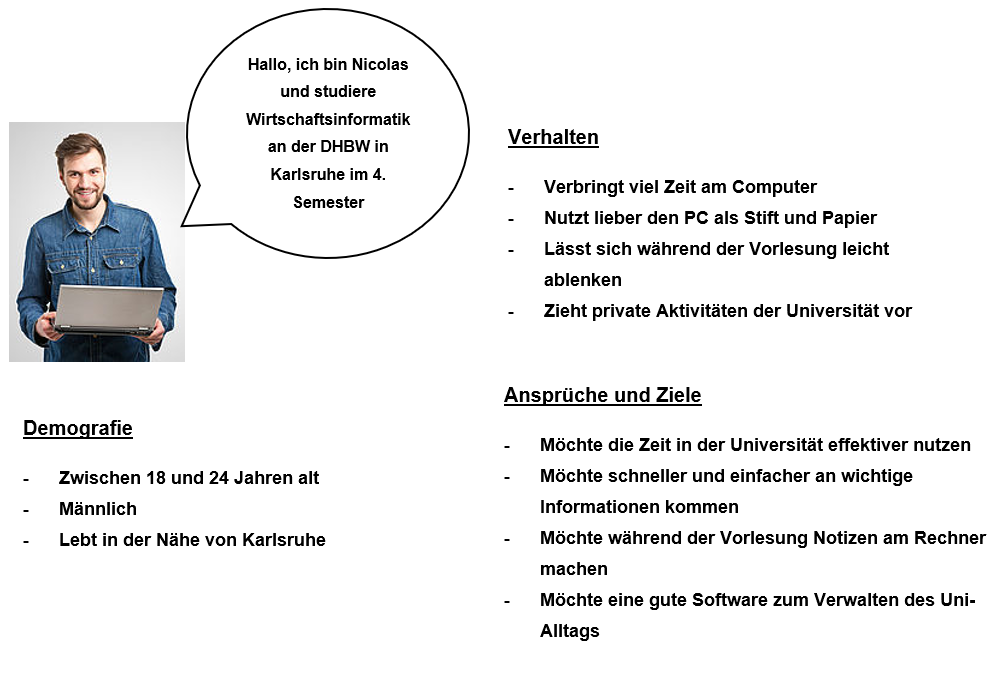 Hallo, ich bin Nicolas
und studiere
Wirtschaftsinformatik
an der DHBW in
Karlsruhe im 4.
Semester
Verhalten
- Verbringt viel Zeit am Computer
- Nutzt lieber den PC als Stift und Papier
- Lässt sich während der Vorlesung leicht
ablenken
- Zieht private Aktivitäten der Universität vor
Demografie
- Zwischen 18 und 24 Jahren alt
- Männlich
- Lebt in der Nähe von Karlsruhe
Ansprüche und Ziele
- Möchte die Zeit in der Universität effektiver nutzen
- Möchte schneller und einfacher an wichtige
Informationen kommen
- Möchte während der Vorlesung Notizen am Rechner
machen
- Möchte eine gute Software zum Verwalten des Uni-
Alltags